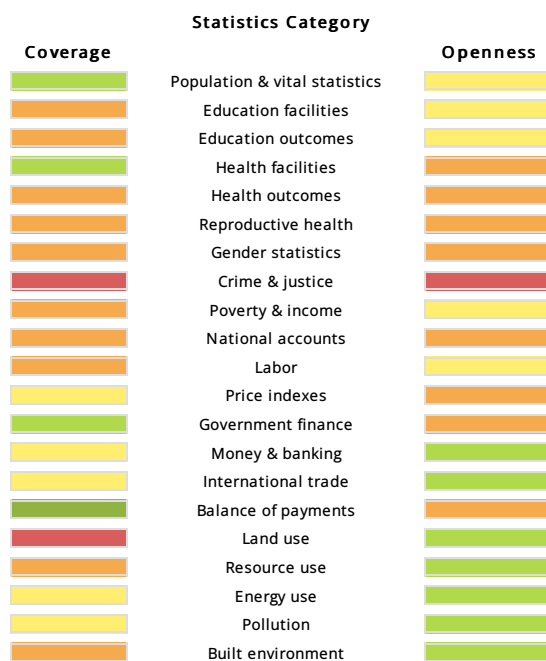 Statistics Category
Coverage Openness
Population & vital statistics
Education facilities
Education outcomes
Health facilities
Health outcomes
Reproductive health
Gender statistics
Crime & justice
Poverty & income
National accounts
Labor
Price indexes
Government finance
Money & banking
International trade
Balance of payments
Land use
Resource use
Energy use
Pollution
Built environment